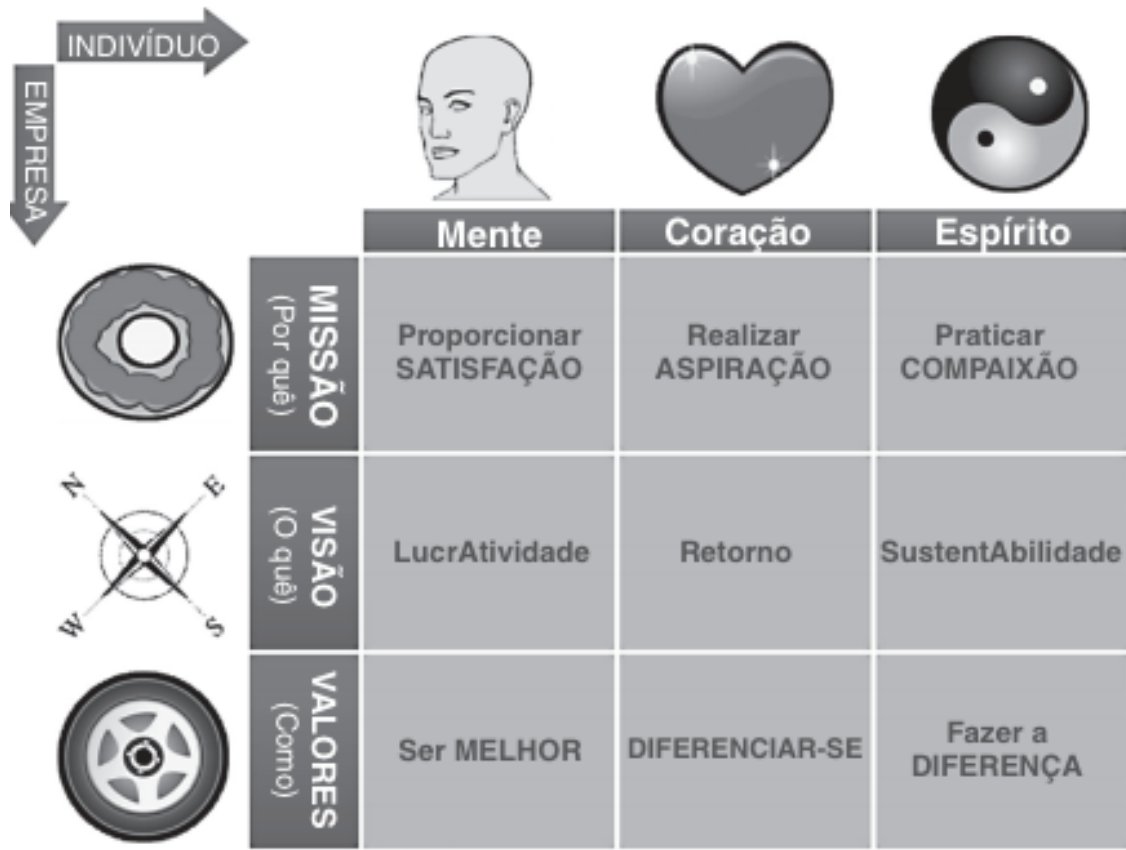 INDIVÍDUO
EMPRESA
Mente
Coração
Espírito
MISSÃO
(Por quê)
Proporcionar
SATISFAÇÃO
Realizar
ASPIRAÇÃO
Praticar
COMPAIXÃO
N
E
W
S
VISÃO
(O quê)
LucrAtividade
Retorno
SustentAbilidade
VALORES
(Como)
Ser MELHOR
DIFERENCIAR-SE
Fazer a
DIFERENÇA